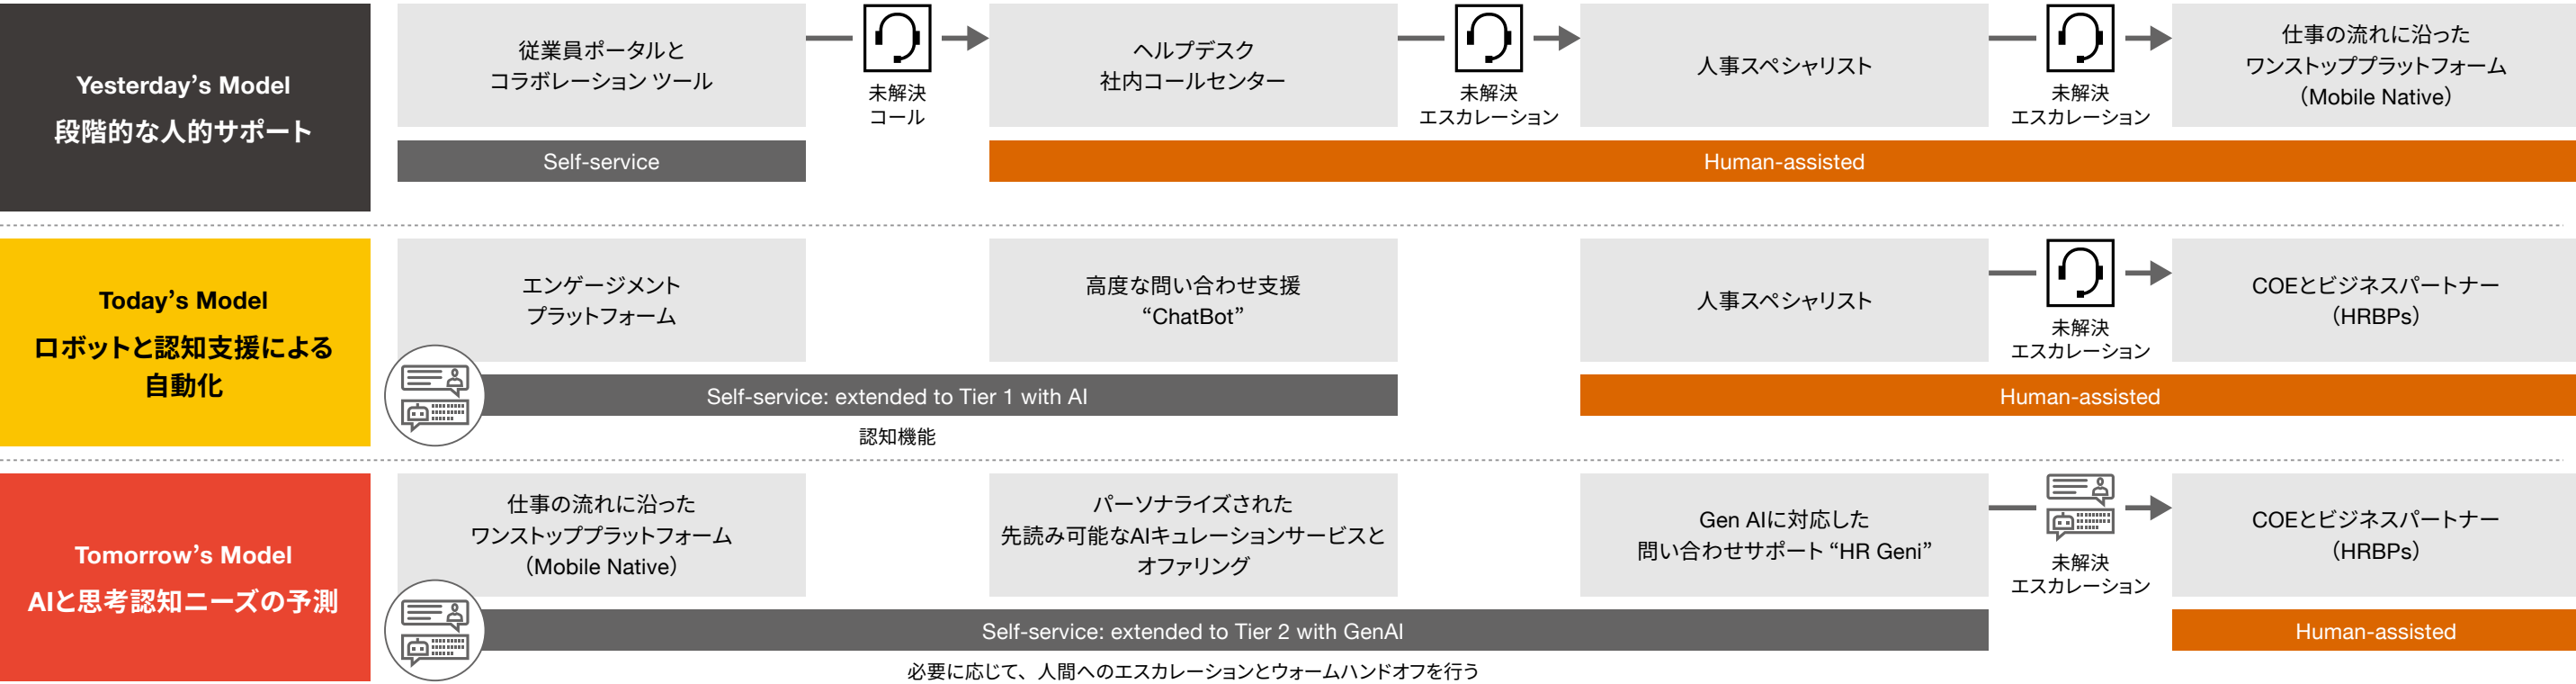 Yesterday's Model
段階的な人的サポート
従業員ポータルと
コラボレーション ツール
未解決
コール
ヘルプデスク
社内コールセンター
未解決
エスカレーション
人事スペシャリスト
未解決
エスカレーション
仕事の流れに沿った
ワンストッププラットフォーム
（Mobile Native）
Self-service
Human-assisted
Today's Model
ロボットと認知支援による
自動化
エンゲージメント
プラットフォーム
高度な問い合わせ支援
“ChatBot”
人事スペシャリスト
未解決
エスカレーション
COEとビジネスパートナー
（HRBPs）
Self-service: extended to Tier 1 with AI
Human-assisted
認知機能
Tomorrow's Model
AIと思考認知ニーズの予測
仕事の流れに沿った
ワンストッププラットフォーム
（Mobile Native）
パーソナライズされた
先読み可能なAIキュレーションサービスと
オファリング
Gen AIに対応した
問い合わせサポート “HR Geni”
未解決
エスカレーション
COEとビジネスパートナー
（HRBPs）
Self-service: extended to Tier 2 with GenAI
Human-assisted
必要に応じて、人間へのエスカレーションとウォームハンドオフを行う